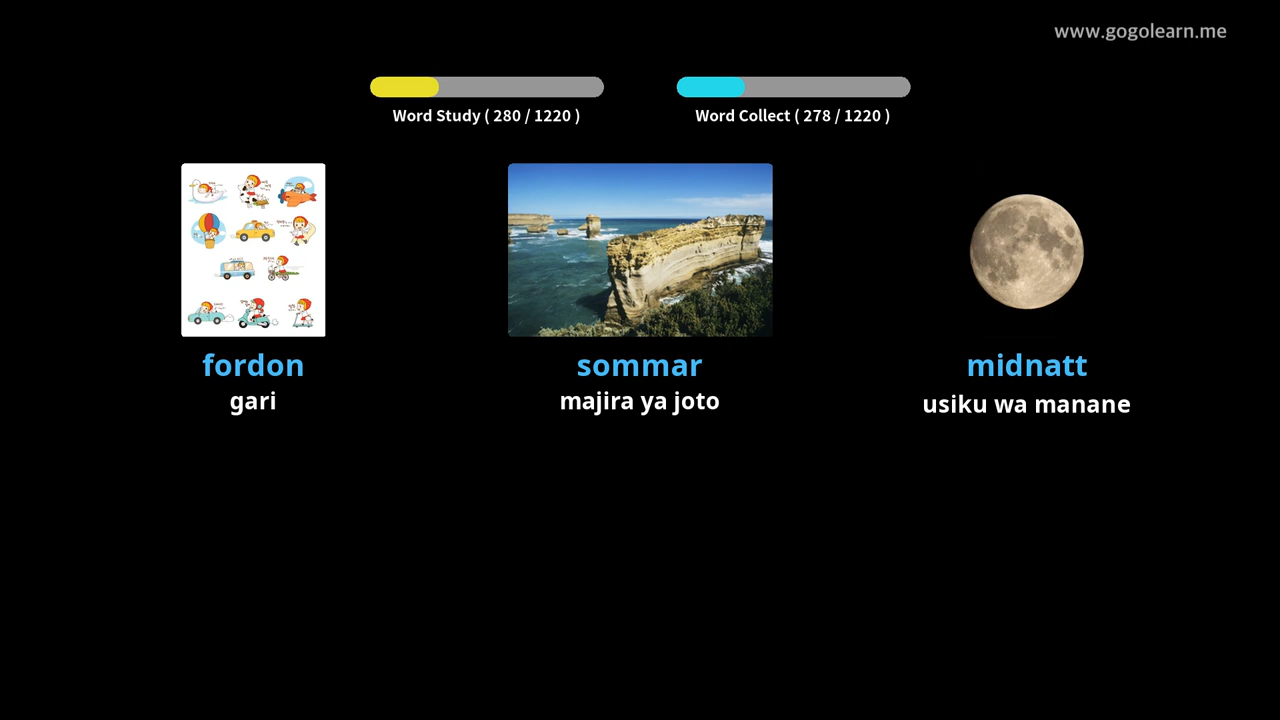 www.gogolearn.me
Word Study ( 280 / 1220 )
Word Collect ( 278 / 1220 )
fordon
gari
sommar
majira ya joto
midnatt
usiku wa manane